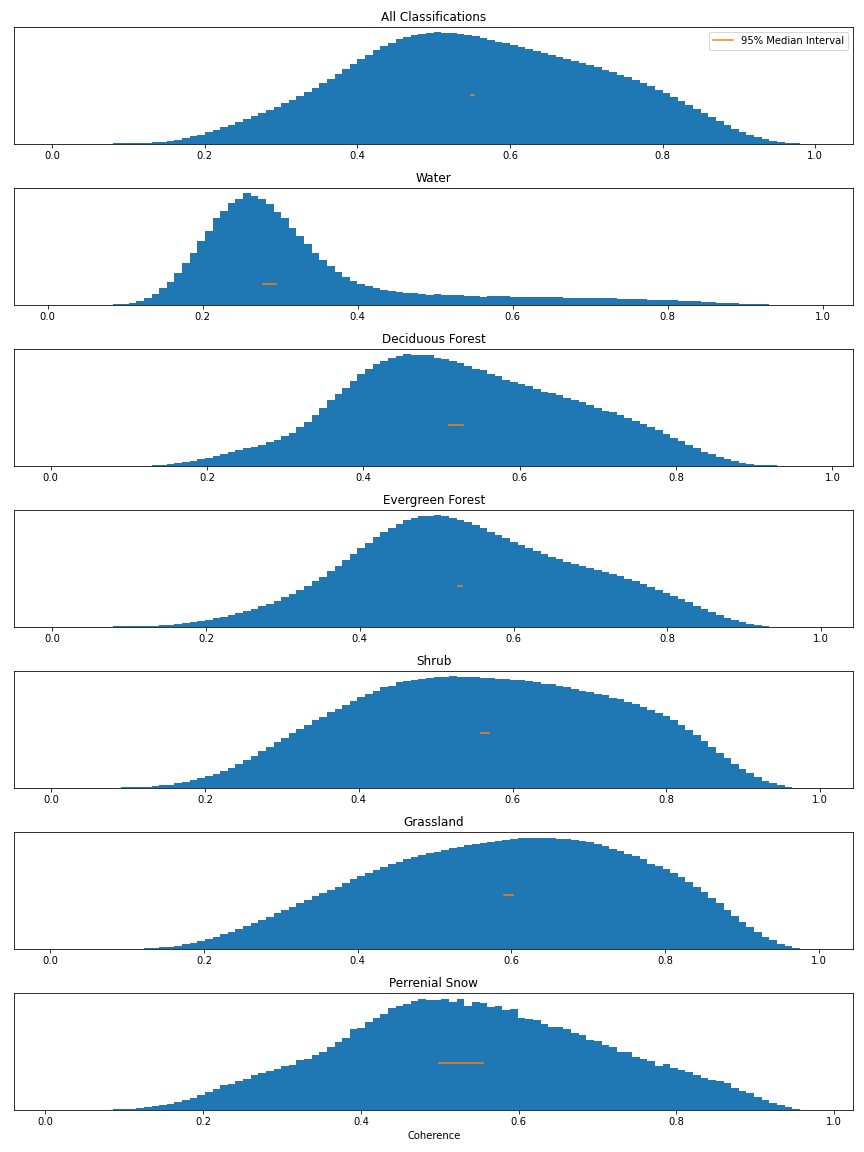 All Classifications
95% Median Interval
0.0 0.2 0.4 0.6 0.8 1.0
Water
0.0 0.2 0.4 0.6 0.8 1.0
Deciduous Forest
0.0 0.2 0.4 0.6 0.8 1.0
Evergreen Forest
0.0 0.2 0.4 0.6 0.8 1.0
Shrub
0.0 0.2 0.4 0.6 0.8 1.0
Grassland
0.0 0.2 0.4 0.6 0.8 1.0
Perrenial Snow
0.0 0.2 0.4 0.6 0.8 1.0
Coherence